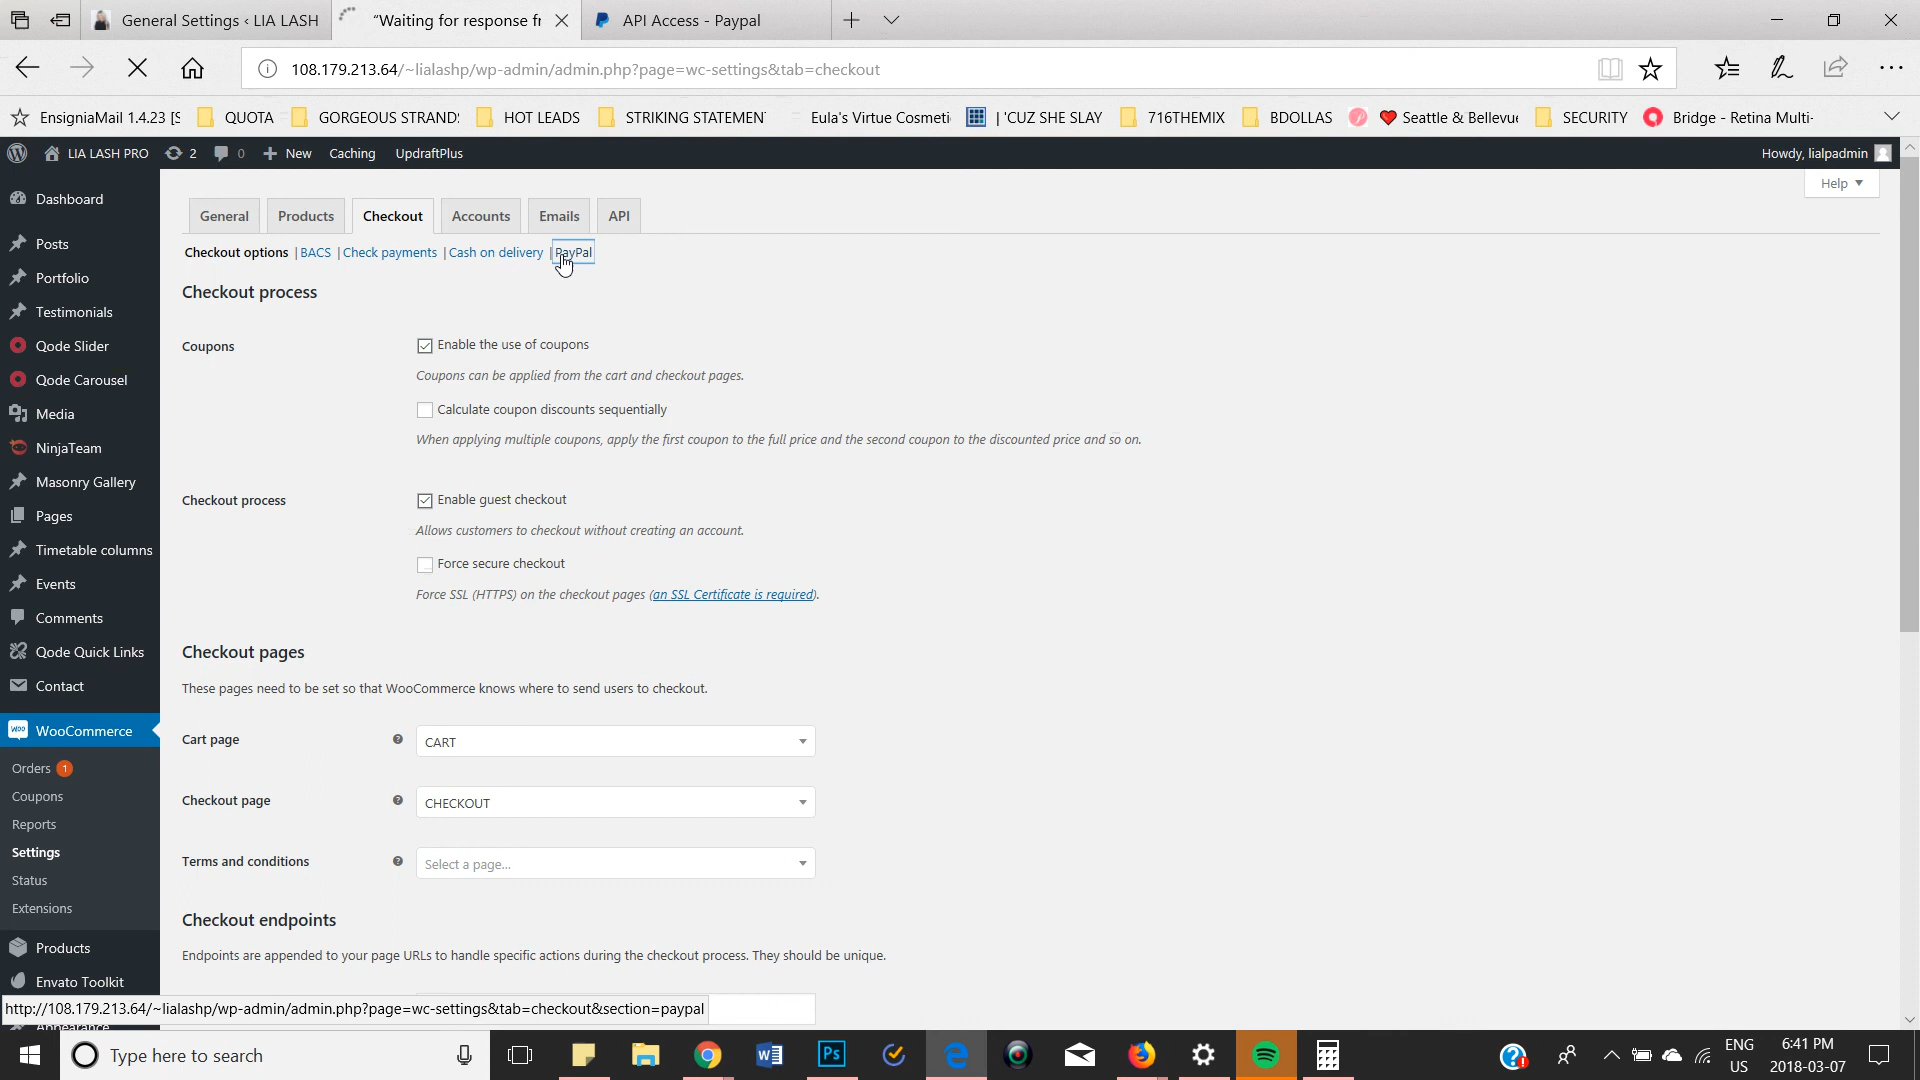 General Settings ‹ LIA LASH
"Waiting for response fr
API Access - Paypal
108.179.213.64/~lialashp/wp-admin/admin.php?page=wc-settings&tab=checkout
EnsigniaMail 1.4.23 [S
QUOTA
GORGEOUS STRANDS
HOT LEADS
STRIKING STATEMEN
Eula's Virtue Cosmeti
| 'CUZ SHE SLAY
716THEMIX
BDOLLAS
Seattle & Bellevue
SECURITY
Bridge - Retina Multi-
LIA LASH PRO
2
0
New
Caching
UpdraftPlus
Howdy, lialpadmin
Help
General
Products
Checkout
Accounts
Emails
API
Checkout options | BACS | Check payments | Cash on delivery | PayPal
Dashboard
Posts
Portfolio
Testimonials
Qode Slider
Qode Carousel
Media
NinjaTeam
Masonry Gallery
Pages
Timetable columns
Events
Comments
Qode Quick Links
Contact
WooCommerce
Orders 1
Coupons
Reports
Settings
Status
Extensions
Products
Envato Toolkit
Appearance
Checkout process
Coupons
Enable the use of coupons
Coupons can be applied from the cart and checkout pages.
Calculate coupon discounts sequentially
When applying multiple coupons, apply the first coupon to the full price and the second coupon to the discounted price and so on.
Checkout process
Enable guest checkout
Allows customers to checkout without creating an account.
Force secure checkout
Force SSL (HTTPS) on the checkout pages (an SSL Certificate is required).
Checkout pages
These pages need to be set so that WooCommerce knows where to send users to checkout.
Cart page
CART
Checkout page
CHECKOUT
Terms and conditions
Select a page...
Checkout endpoints
Endpoints are appended to your page URLs to handle specific actions during the checkout process. They should be unique.
http://108.179.213.64/~lialashp/wp-admin/admin.php?page=wc-settings&tab=checkout&section=paypal
Type here to search
ENG
US
6:41 PM
2018-03-07